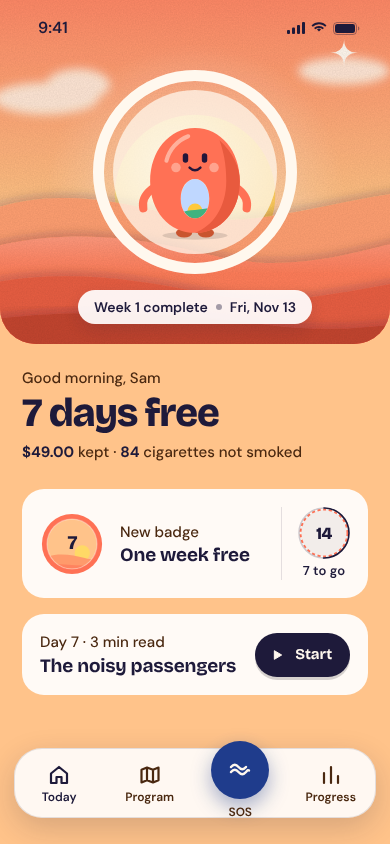 9:41
Week 1 complete • Fri, Nov 13
Good morning, Sam
7 days free
$49.00 kept · 84 cigarettes not smoked
7
New badge
One week free
14
7 to go
Day 7 · 3 min read
The noisy passengers
Start
Today
Program
SOS
Progress